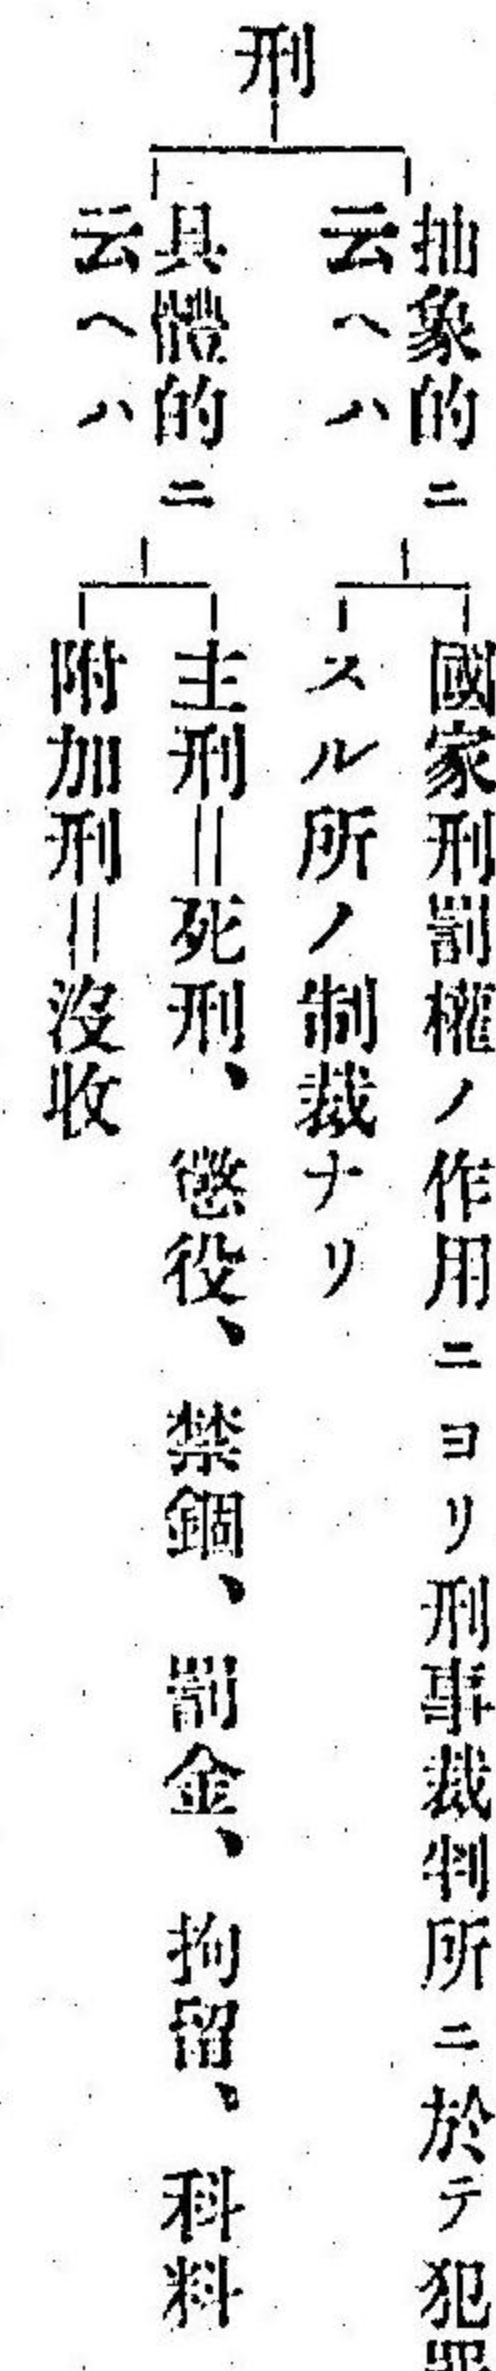 刑
抽象的ニ
云ヘハ
國家刑罰權ノ作用ニヨリ刑事裁判所ニ於テ犯罪
スル所ノ制裁ナリ
具體的ニ
云ヘハ
主刑=死刑、懲役、禁錮、罰金、拘留、科料
附加刑=沒收